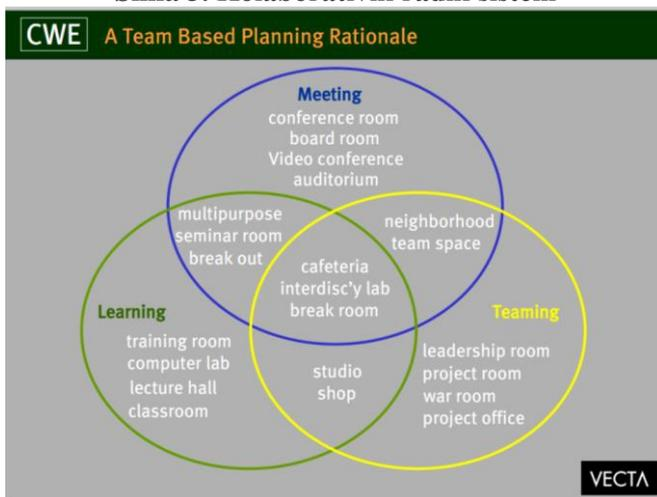 CWE A Team Based Planning Rationale
Meeting
conference room
board room
Video conference
auditorium
multipurpose
seminar room
break out
neighborhood
team space
cafeteria
interdisc'y lab
break room
Learning
training room
computer lab
lecture hall
classroom
Teaming
leadership room
project room
war room
project office
studio
shop
VECTA